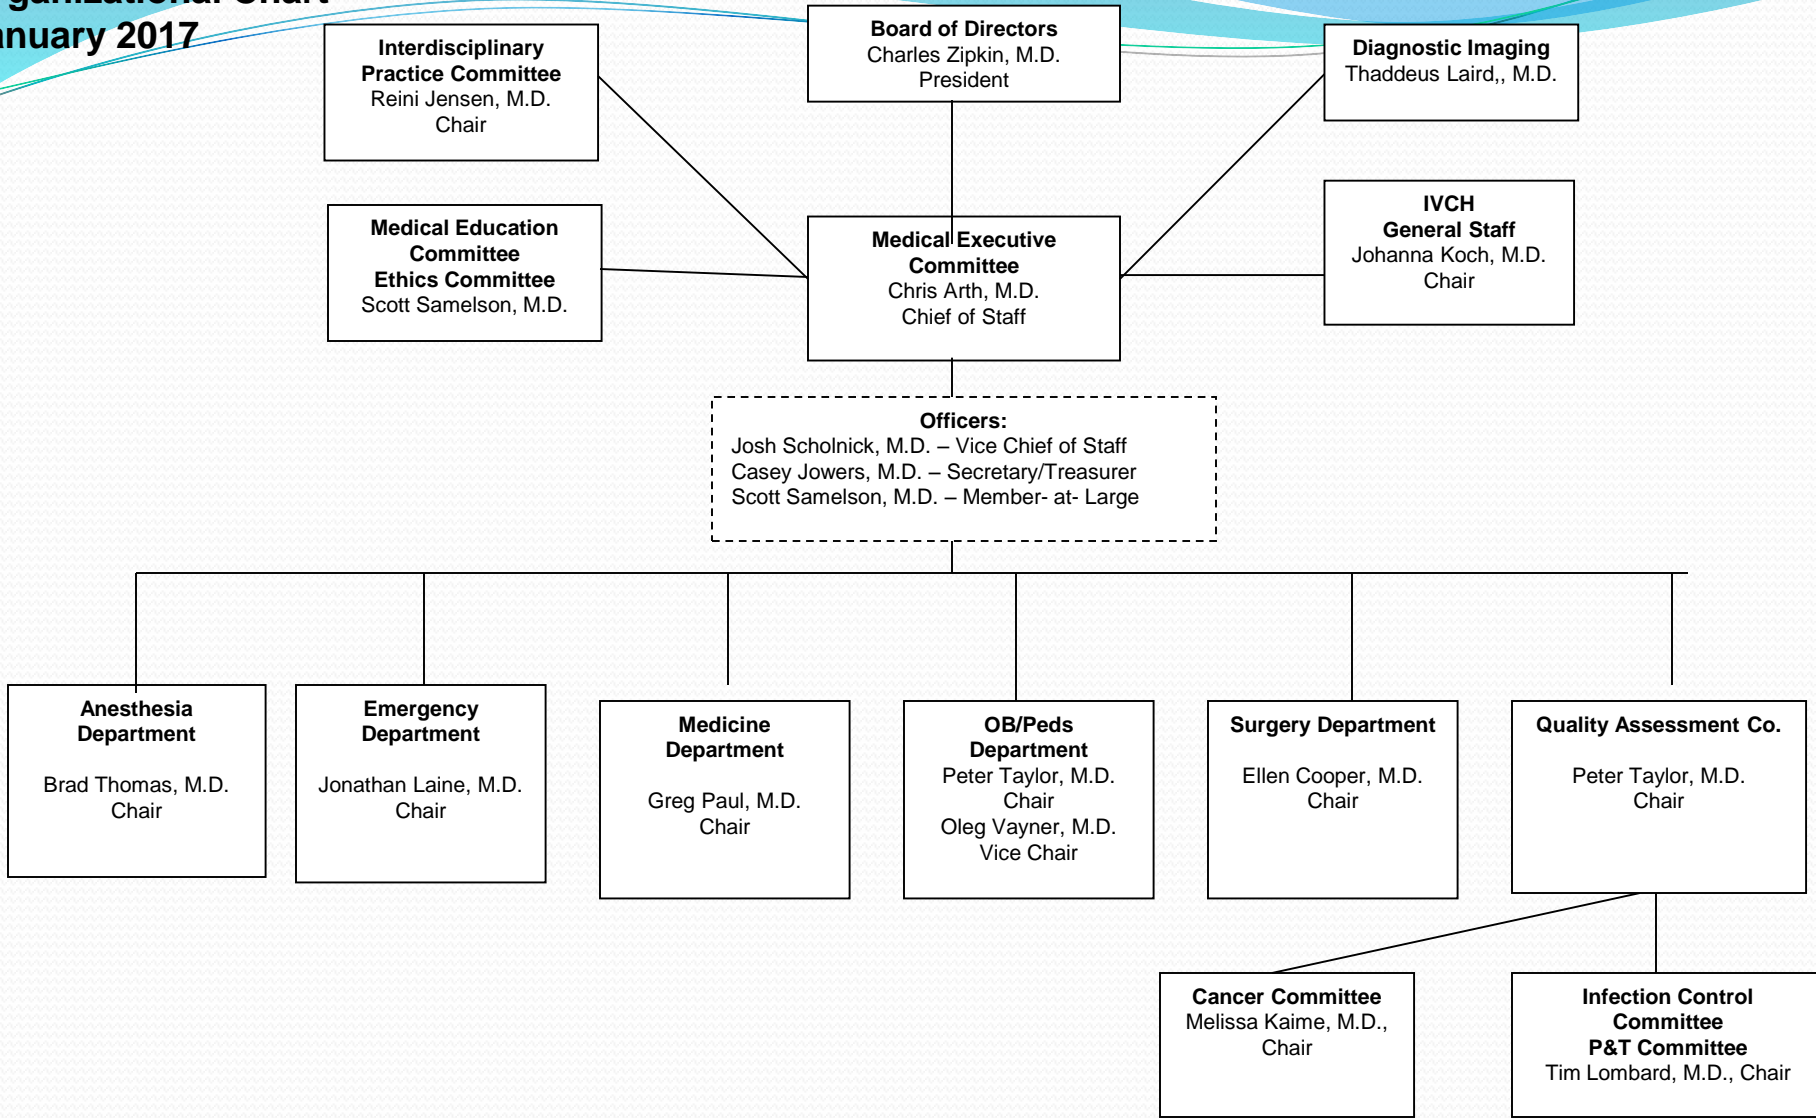 ganizational Chart
anuary 2017
Interdisciplinary
Practice Committee
Reini Jensen, M.D.
Chair
Board of Directors
Charles Zipkin, M.D.
President
Diagnostic Imaging
Thaddeus Laird,, M.D.
Medical Education
Committee
Ethics Committee
Scott Samelson, M.D.
Medical Executive
Committee
Chris Arth, M.D.
Chief of Staff
IVCH
General Staff
Johanna Koch, M.D.
Chair
Officers:
Josh Scholnick, M.D. – Vice Chief of Staff
Casey Jowers, M.D. – Secretary/Treasurer
Scott Samelson, M.D. – Member- at- Large
Anesthesia
Department
Brad Thomas, M.D.
Chair
Emergency
Department
Jonathan Laine, M.D.
Chair
Medicine
Department
Greg Paul, M.D.
Chair
OB/Peds
Department
Peter Taylor, M.D.
Chair
Oleg Vayner, M.D.
Vice Chair
Surgery Department
Ellen Cooper, M.D.
Chair
Quality Assessment Co.
Peter Taylor, M.D.
Chair
Cancer Committee
Melissa Kaime, M.D.,
Chair
Infection Control
Committee
P&T Committee
Tim Lombard, M.D., Chair